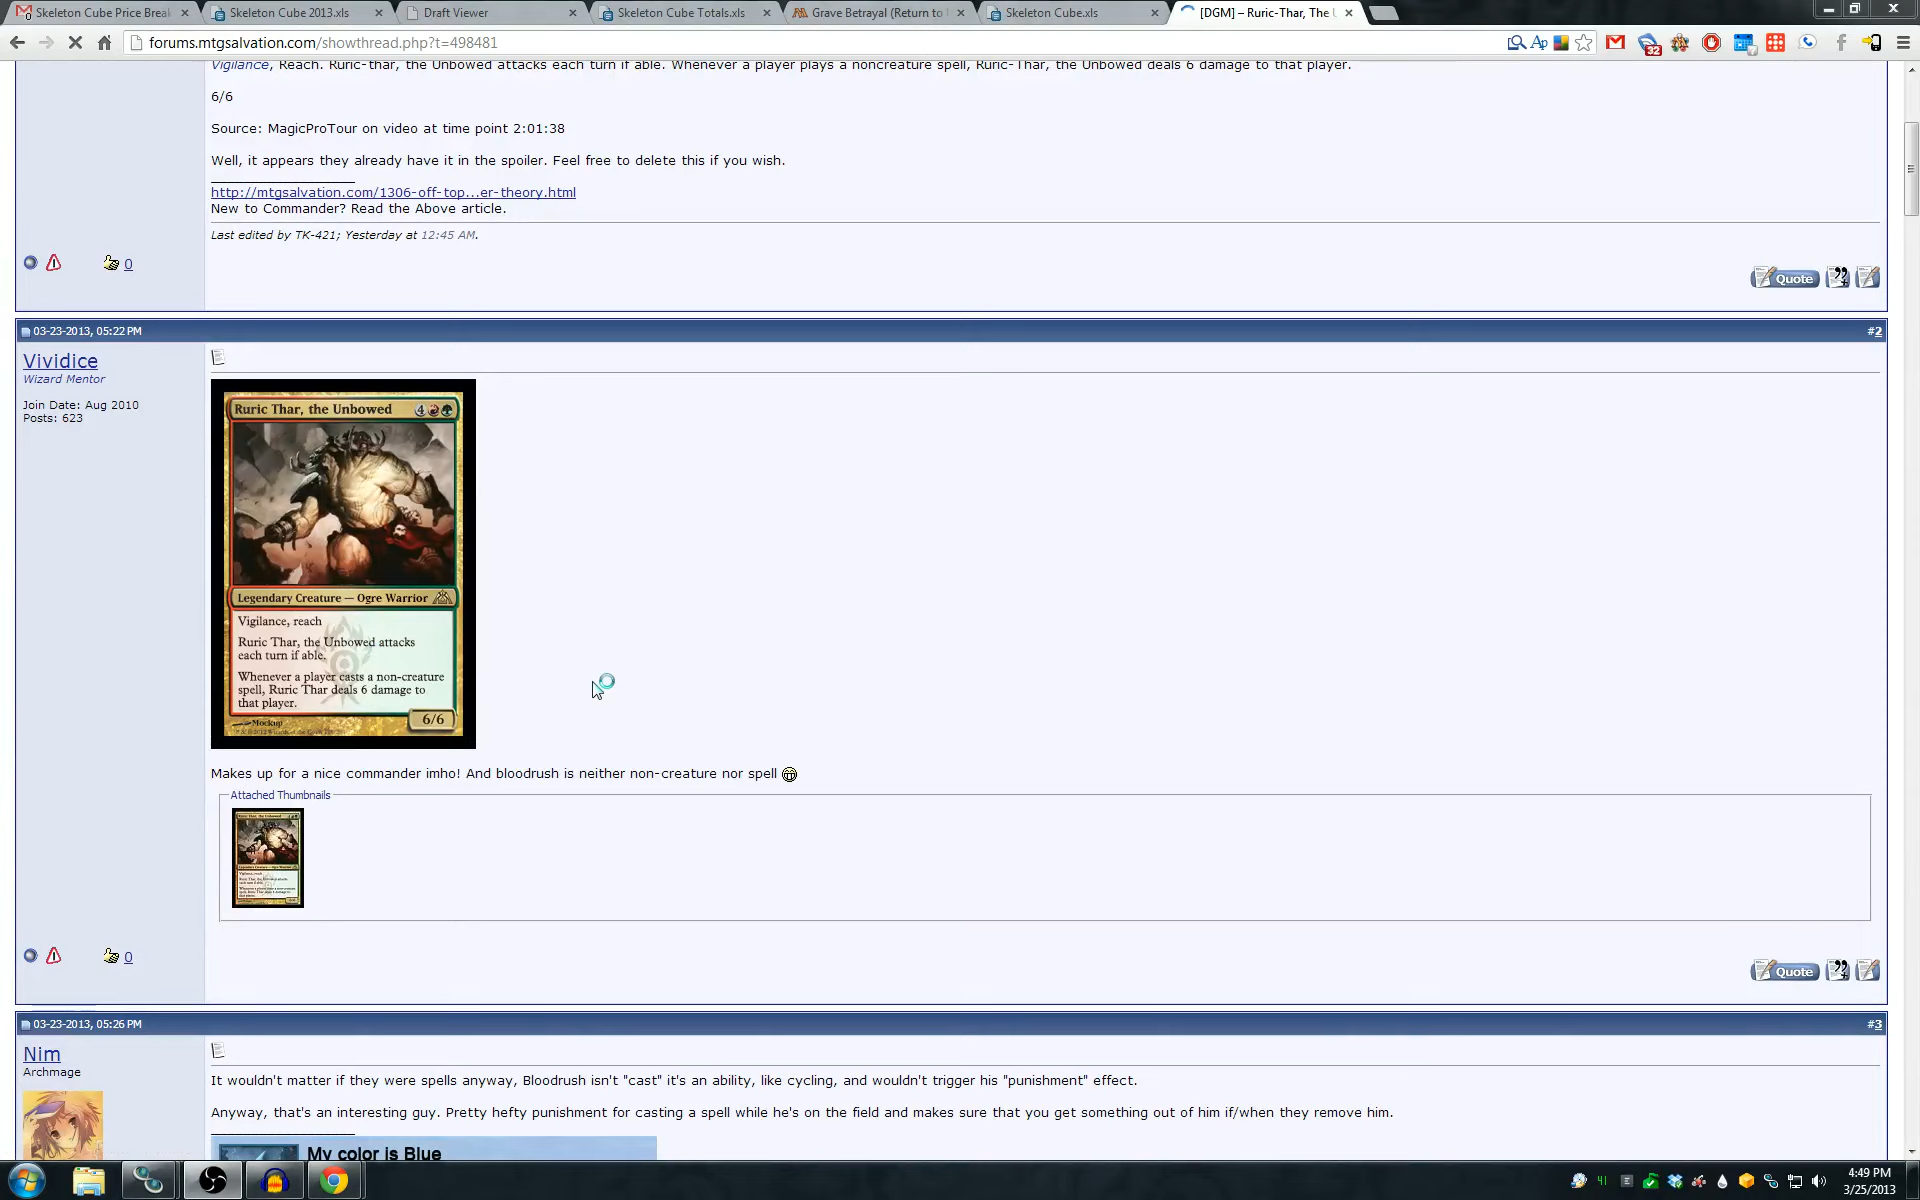 Skeleton Cube Price Break
Skeleton Cube 2013.xls
Draft Viewer
Skeleton Cube Totals.xls
Grave Betrayal (Return to
Skeleton Cube.xls
[DGM] – Ruric-Thar, The U
forums.mtgsalvation.com/showthread.php?t=498481
32
Vigilance, Reach. Ruric-thar, the Unbowed attacks each turn if able. Whenever a player plays a noncreature spell, Ruric-Thar, the Unbowed deals 6 damage to that player.
6/6
Source: MagicProTour on video at time point 2:01:38
Well, it appears they already have it in the spoiler. Feel free to delete this if you wish.
http://mtgsalvation.com/1306-off-top...er-theory.html
New to Commander? Read the Above article.
Last edited by TK-421; Yesterday at 12:45 AM.
0
Quote
03-23-2013, 05:22 PM
#2
Vividice
Wizard Mentor
Join Date: Aug 2010
Posts: 623
Ruric Thar, the Unbowed 4
Legendary Creature — Ogre Warrior
Vigilance, reach
Ruric Thar, the Unbowed attacks
each turn if able.
Whenever a player casts a non-creature
spell, Ruric Thar deals 6 damage to
that player.
6/6
Mockup
Makes up for a nice commander imho! And bloodrush is neither non-creature nor spell
Attached Thumbnails
0
Quote
03-23-2013, 05:26 PM
#3
Nim
Archmage
It wouldn't matter if they were spells anyway, Bloodrush isn't "cast" it's an ability, like cycling, and wouldn't trigger his "punishment" effect.
Anyway, that's an interesting guy. Pretty hefty punishment for casting a spell while he's on the field and makes sure that you get something out of him if/when they remove him.
My color is Blue
41
4:49 PM
3/25/2013